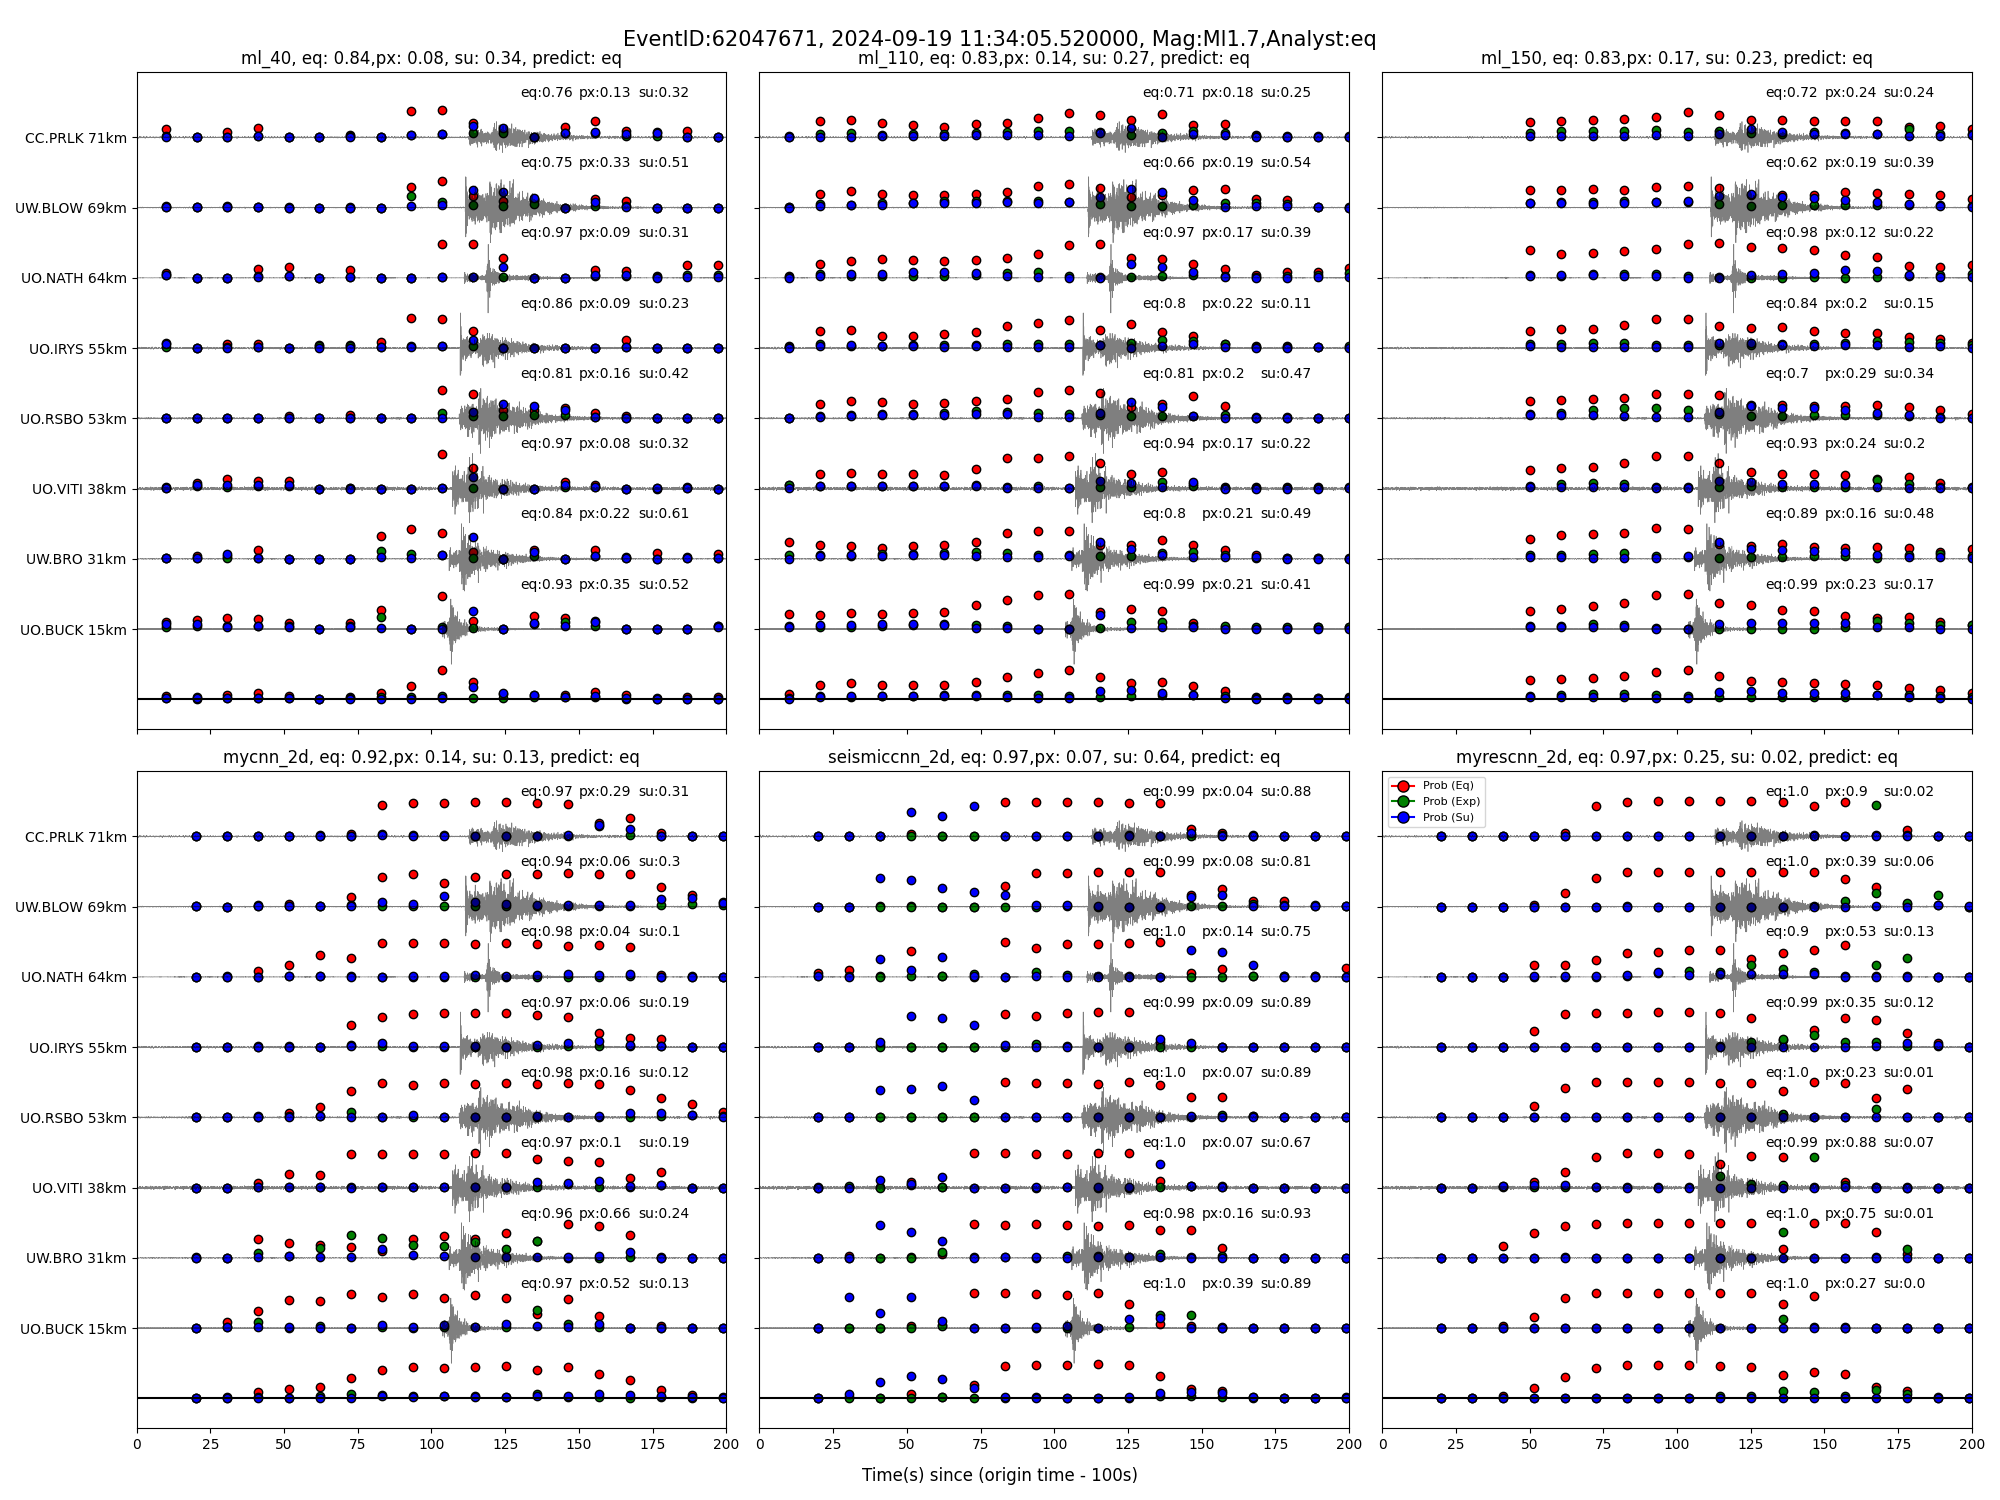 EventID:62047671, 2024-09-19 11:34:05.520000, Mag:Ml1.7,Analyst:eq
ml_40, eq: 0.84,px: 0.08, su: 0.34, predict: eq
CC.PRLK 71km
eq:0.76 px:0.13 su:0.32
UW.BLOW 69km
eq:0.75 px:0.33 su:0.51
UO.NATH 64km
eq:0.97 px:0.09 su:0.31
UO.IRYS 55km
eq:0.86 px:0.09 su:0.23
UO.RSBO 53km
eq:0.81 px:0.16 su:0.42
UO.VITI 38km
eq:0.97 px:0.08 su:0.32
UW.BRO 31km
eq:0.84 px:0.22 su:0.61
UO.BUCK 15km
eq:0.93 px:0.35 su:0.52
ml_110, eq: 0.83,px: 0.14, su: 0.27, predict: eq
eq:0.71 px:0.18 su:0.25
eq:0.66 px:0.19 su:0.54
eq:0.97 px:0.17 su:0.39
eq:0.8 px:0.22 su:0.11
eq:0.81 px:0.2 su:0.47
eq:0.94 px:0.17 su:0.22
eq:0.8 px:0.21 su:0.49
eq:0.99 px:0.21 su:0.41
ml_150, eq: 0.83,px: 0.17, su: 0.23, predict: eq
eq:0.72 px:0.24 su:0.24
eq:0.62 px:0.19 su:0.39
eq:0.98 px:0.12 su:0.22
eq:0.84 px:0.2 su:0.15
eq:0.7 px:0.29 su:0.34
eq:0.93 px:0.24 su:0.2
eq:0.89 px:0.16 su:0.48
eq:0.99 px:0.23 su:0.17
mycnn_2d, eq: 0.92,px: 0.14, su: 0.13, predict: eq
CC.PRLK 71km
eq:0.97 px:0.29 su:0.31
UW.BLOW 69km
eq:0.94 px:0.06 su:0.3
UO.NATH 64km
eq:0.98 px:0.04 su:0.1
UO.IRYS 55km
eq:0.97 px:0.06 su:0.19
UO.RSBO 53km
eq:0.98 px:0.16 su:0.12
UO.VITI 38km
eq:0.97 px:0.1 su:0.19
UW.BRO 31km
eq:0.96 px:0.66 su:0.24
UO.BUCK 15km
eq:0.97 px:0.52 su:0.13
0 25 50 75 100 125 150 175 200
seismiccnn_2d, eq: 0.97,px: 0.07, su: 0.64, predict: eq
eq:0.99 px:0.04 su:0.88
eq:0.99 px:0.08 su:0.81
eq:1.0 px:0.14 su:0.75
eq:0.99 px:0.09 su:0.89
eq:1.0 px:0.07 su:0.89
eq:1.0 px:0.07 su:0.67
eq:0.98 px:0.16 su:0.93
eq:1.0 px:0.39 su:0.89
0 25 50 75 100 125 150 175 200
myrescnn_2d, eq: 0.97,px: 0.25, su: 0.02, predict: eq
Prob (Eq)
Prob (Exp)
Prob (Su)
eq:1.0 px:0.9 su:0.02
eq:1.0 px:0.39 su:0.06
eq:0.9 px:0.53 su:0.13
eq:0.99 px:0.35 su:0.12
eq:1.0 px:0.23 su:0.01
eq:0.99 px:0.88 su:0.07
eq:1.0 px:0.75 su:0.01
eq:1.0 px:0.27 su:0.0
0 25 50 75 100 125 150 175 200
Time(s) since (origin time - 100s)